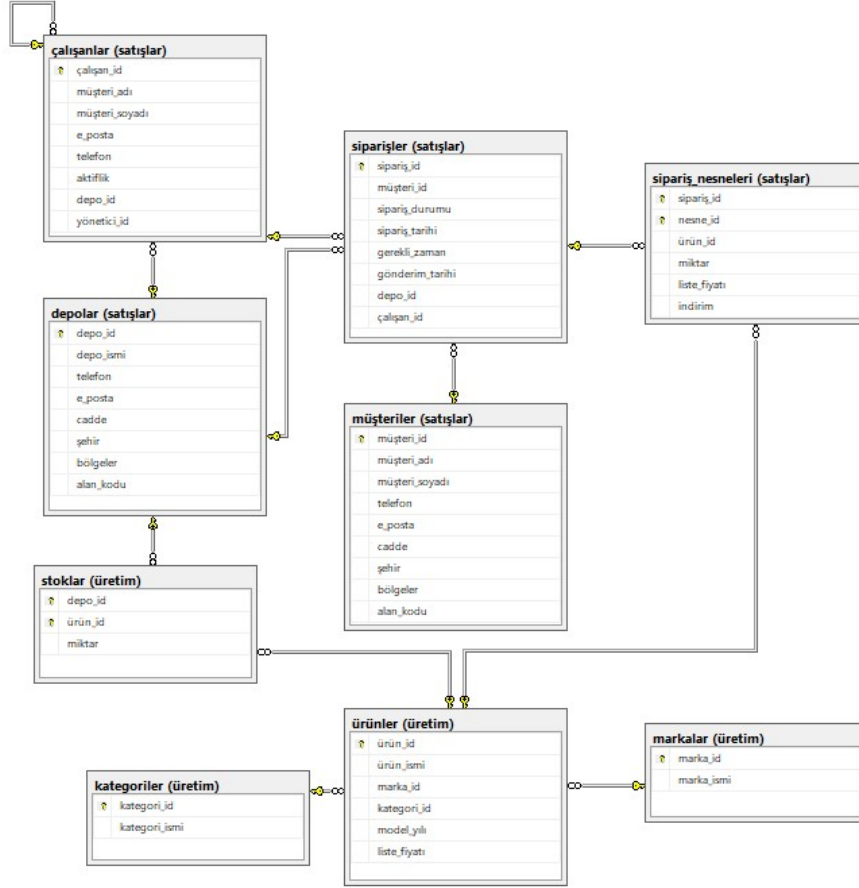 çalışanlar (satışlar)
çalışan_id
müşteri_adı
müşteri_soyadı
e_posta
telefon
aktiflik
depo_id
yönetici_id
siparişler (satışlar)
sipariş_id
müşteri_id
sipariş_durumu
sipariş_tarihi
gerekli_zaman
gönderim_tarihi
depo_id
çalışan_id
sipariş_nesneleri (satışlar)
sipariş_id
nesne_id
ürün_id
miktar
liste_fiyatı
indirim
depolar (satışlar)
depo_id
depo_ismi
telefon
e_posta
cadde
şehir
bölgeler
alan_kodu
müşteriler (satışlar)
müşteri_id
müşteri_adı
müşteri_soyadı
telefon
e_posta
cadde
şehir
bölgeler
alan_kodu
stoklar (üretim)
depo_id
ürün_id
miktar
ürünler (üretim)
ürün_id
ürün_ismi
marka_id
kategori_id
model_yılı
liste_fiyatı
markalar (üretim)
marka_id
marka_ismi
kategoriler (üretim)
kategori_id
kategori_ismi